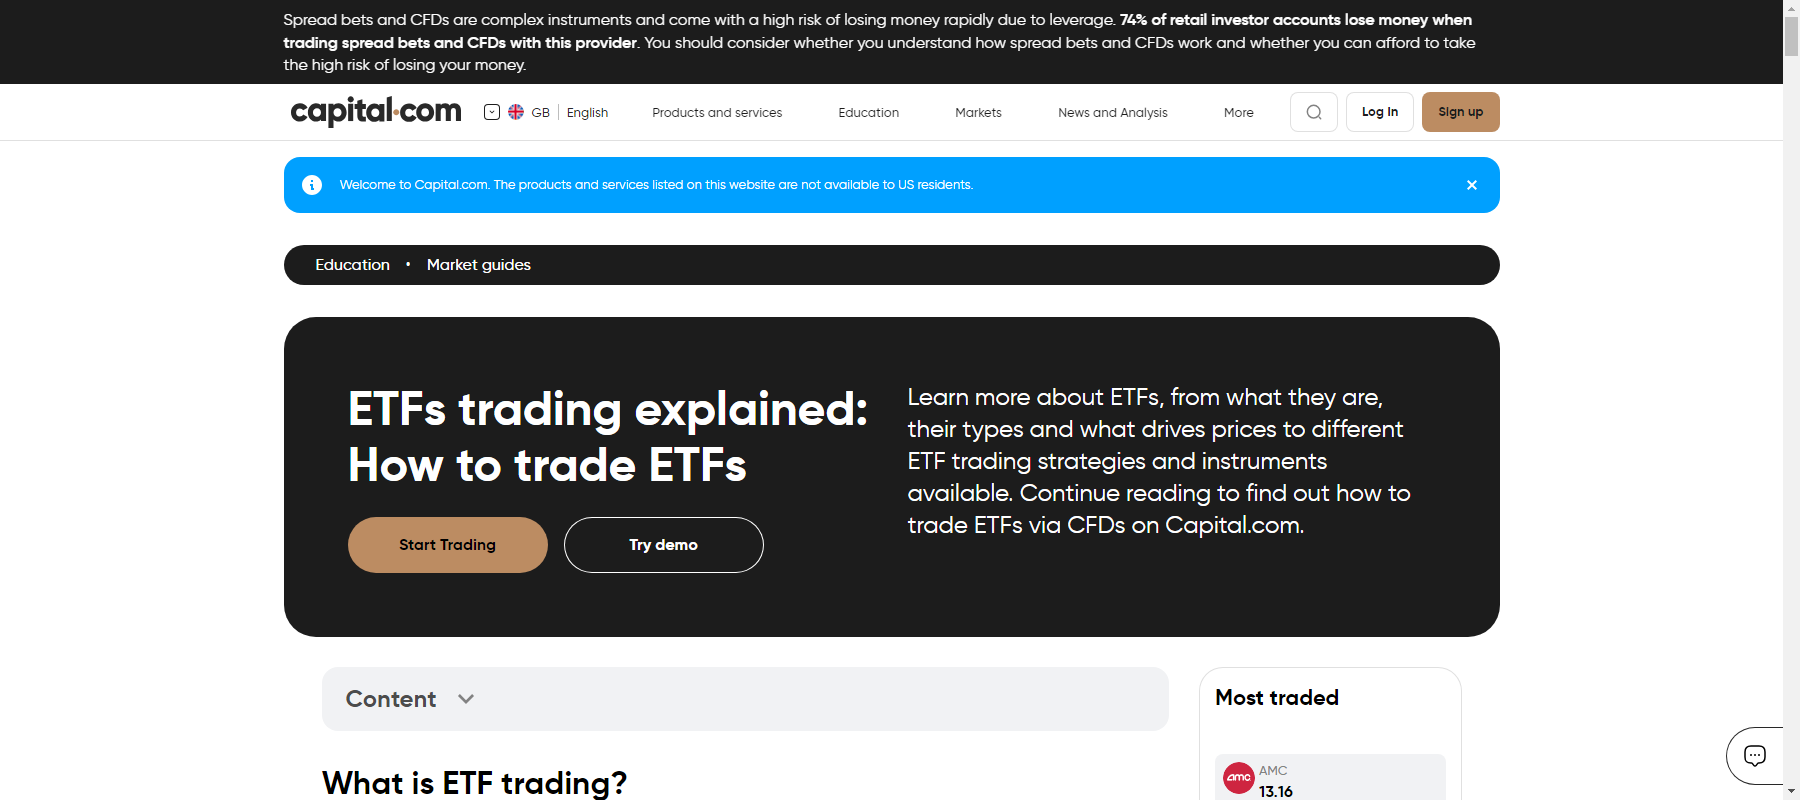 Spread bets and CFDs are complex instruments and come with a high risk of losing money rapidly due to leverage. 74% of retail investor accounts lose money when
trading spread bets and CFDs with this provider. You should consider whether you understand how spread bets and CFDs work and whether you can afford to take
the high risk of losing your money.
capital.com GB English Products and services Education Markets News and Analysis More Log In Sign up
Welcome to Capital.com. The products and services listed on this website are not available to US residents.
Education • Market guides
ETFs trading explained:
How to trade ETFs
Start Trading Try demo
Learn more about ETFs, from what they are,
their types and what drives prices to different
ETF trading strategies and instruments
available. Continue reading to find out how to
trade ETFs via CFDs on Capital.com.
Content
What is ETF trading?
Most traded
amc AMC
13.16